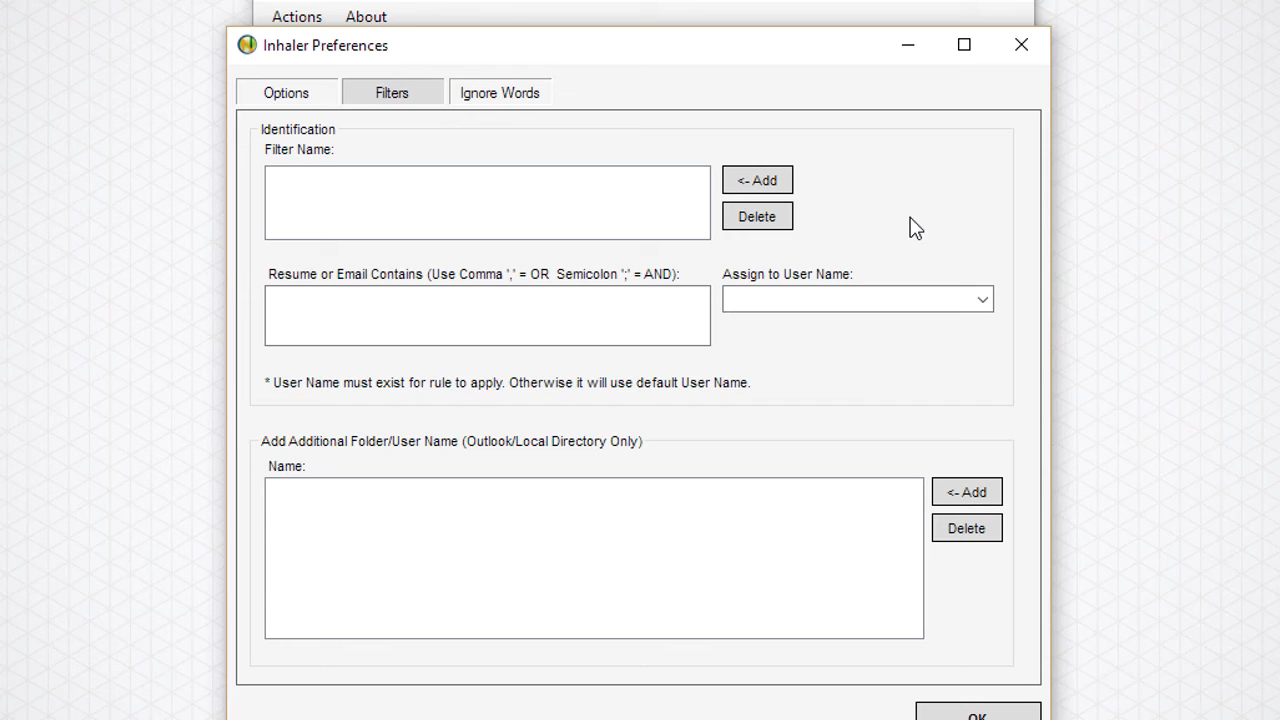 Actions About
Inhaler Preferences
Options Filters Ignore Words
Identification
Filter Name:
<- Add
Delete
Resume or Email Contains (Use Comma ',' = OR Semicolon ';' = AND): Assign to User Name:
* User Name must exist for rule to apply. Otherwise it will use default User Name.
Add Additional Folder/User Name (Outlook/Local Directory Only)
Name:
<- Add
Delete
OK